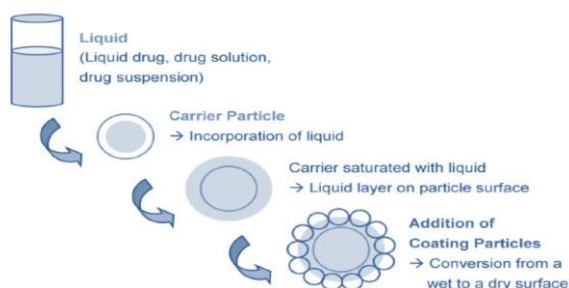 Liquid
(Liquid drug, drug solution,
drug suspension)
Carrier Particle
→ Incorporation of liquid
Carrier saturated with liquid
→ Liquid layer on particle surface
Addition of
Coating Particles
→ Conversion from a
wet to a dry surface